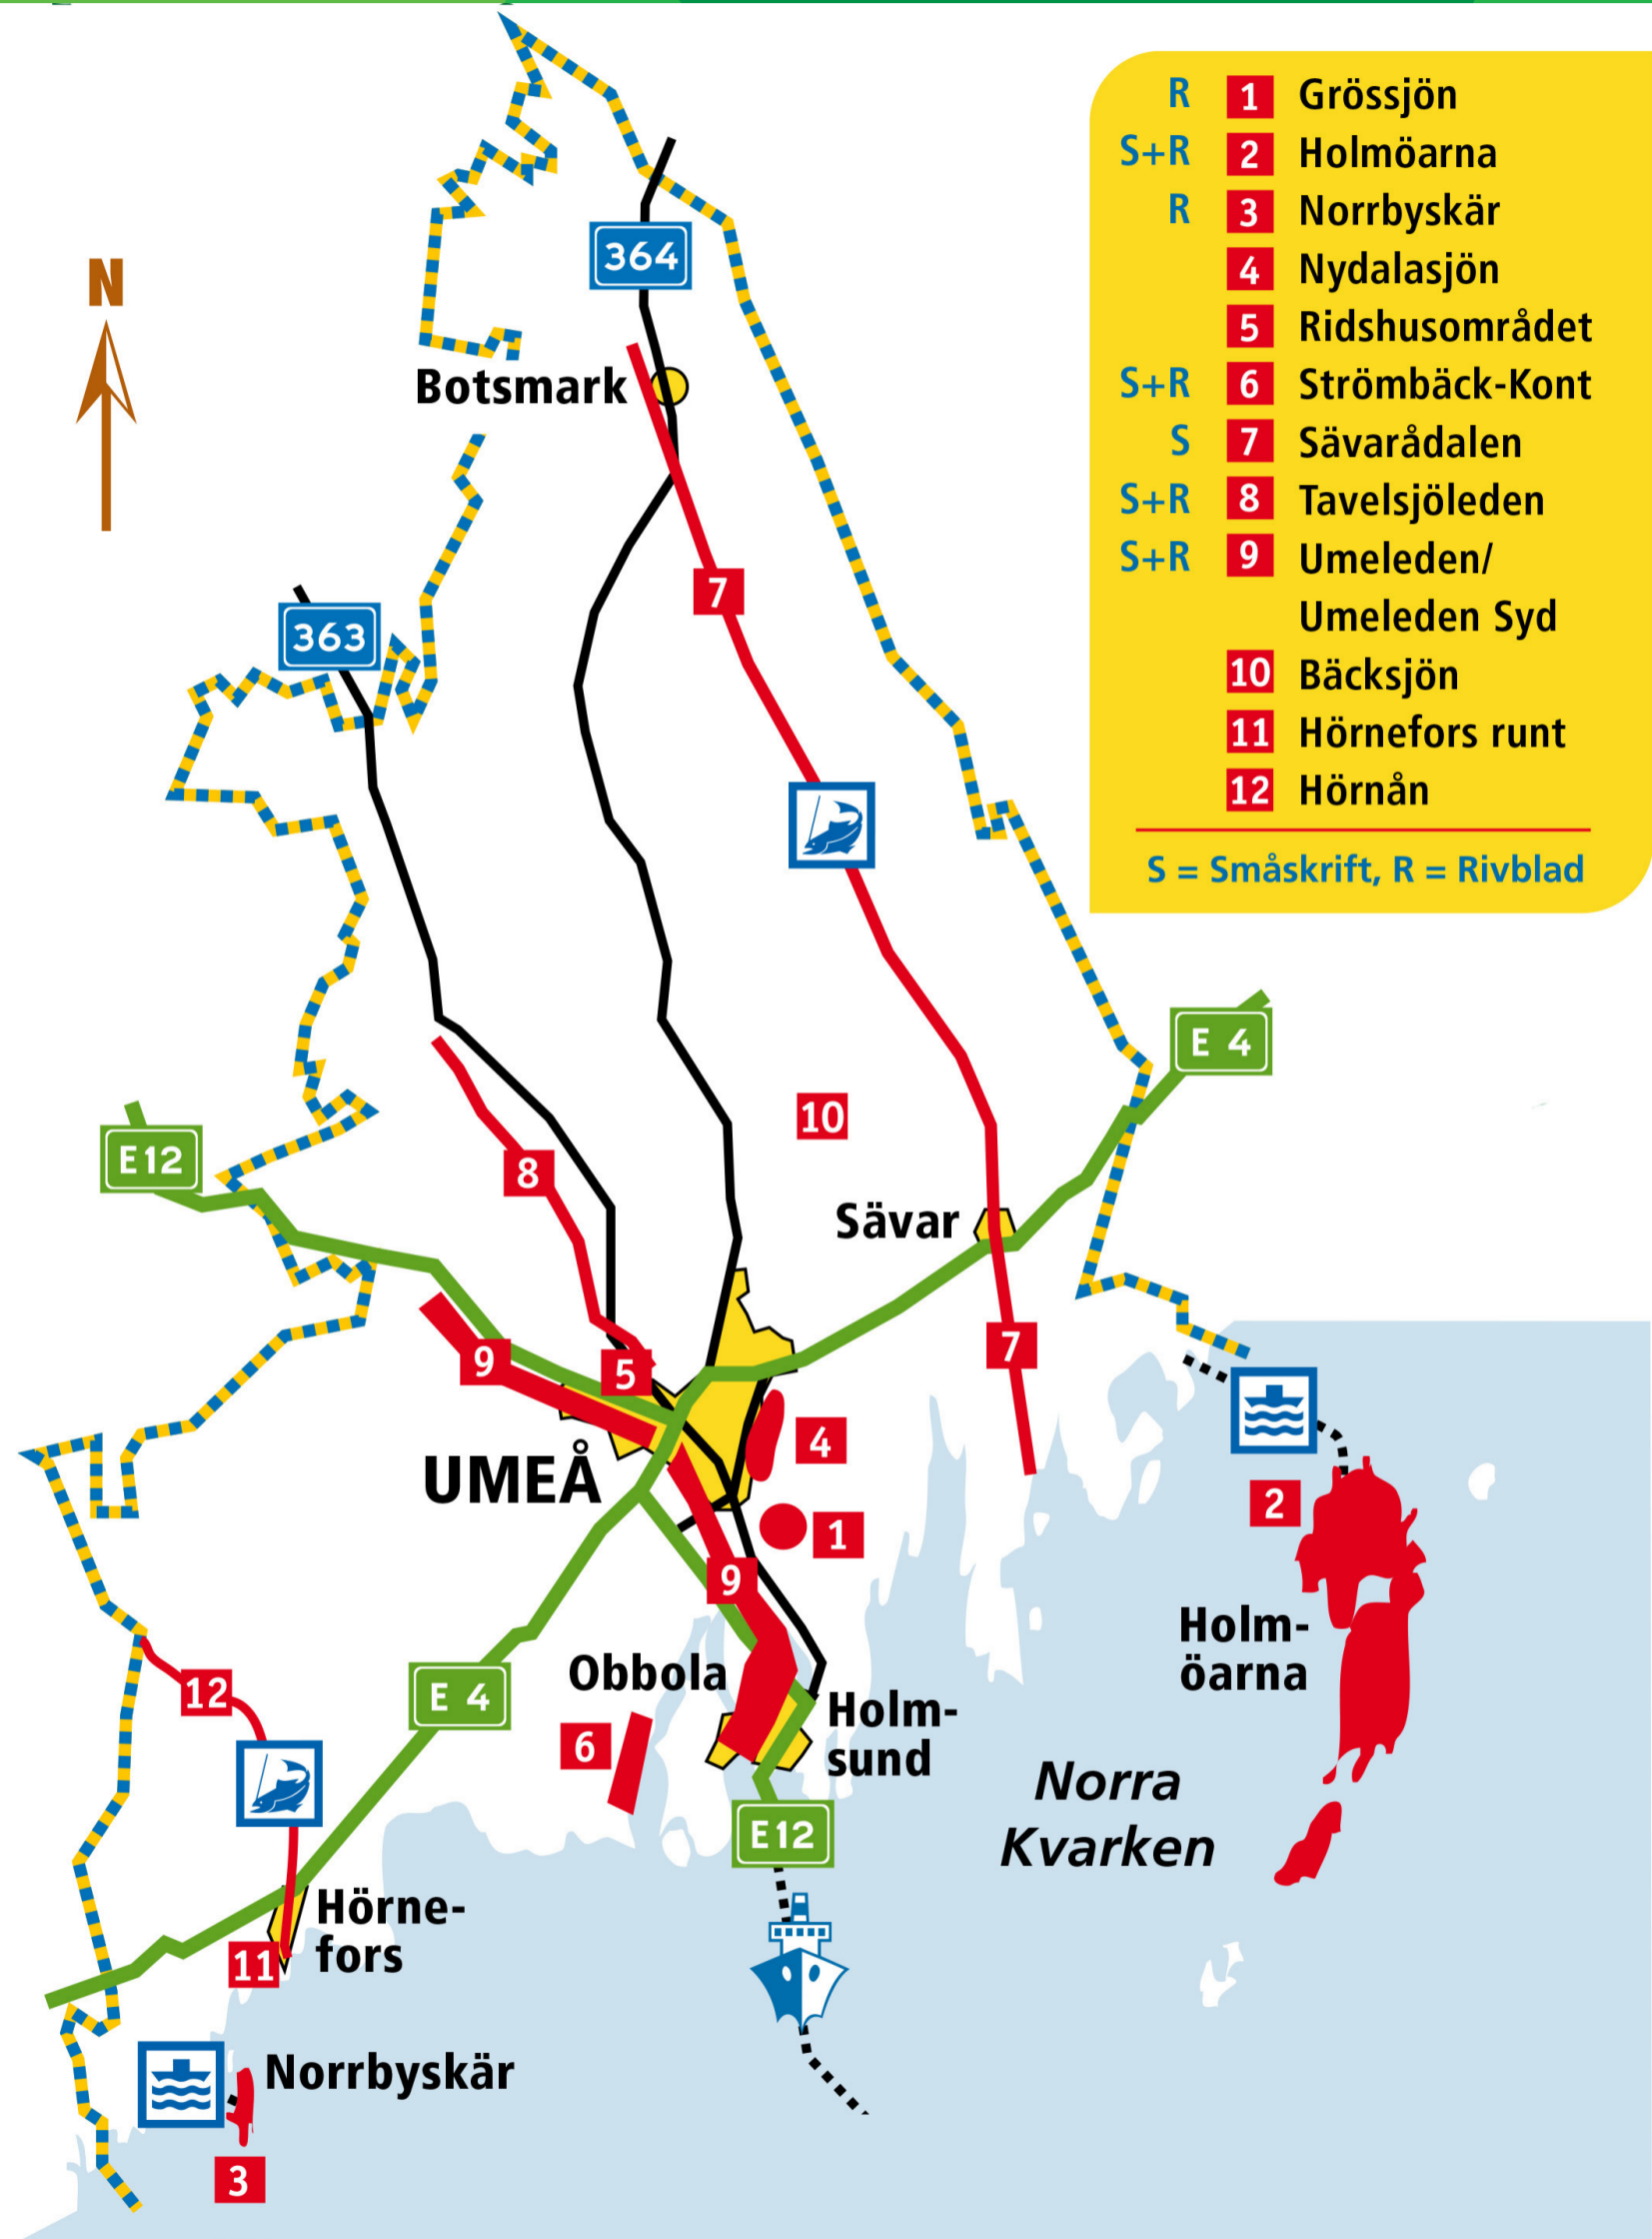 R 1 Grössjön
S+R 2 Holmöarna
R 3 Norrbyskär
4 Nydalasjön
5 Ridshusområdet
S+R 6 Strömbäck-Kont
S 7 Sävarådalen
S+R 8 Tavelsjöleden
S+R 9 Umeleden/
Umeleden Syd
10 Bäcksjön
11 Hörnefors runt
12 Hörnån
S = Småskrift, R = Rivblad
N
364
Botsmark
7
363
E 4
10
E12
8
Sävar
7
9
5
4
UMEÅ
2
1
9
Holm-
öarna
Obbola
12
E 4
Holm-
sund
6
Norra
Kvarken
E12
Hörne-
fors
11
Norrbyskär
3